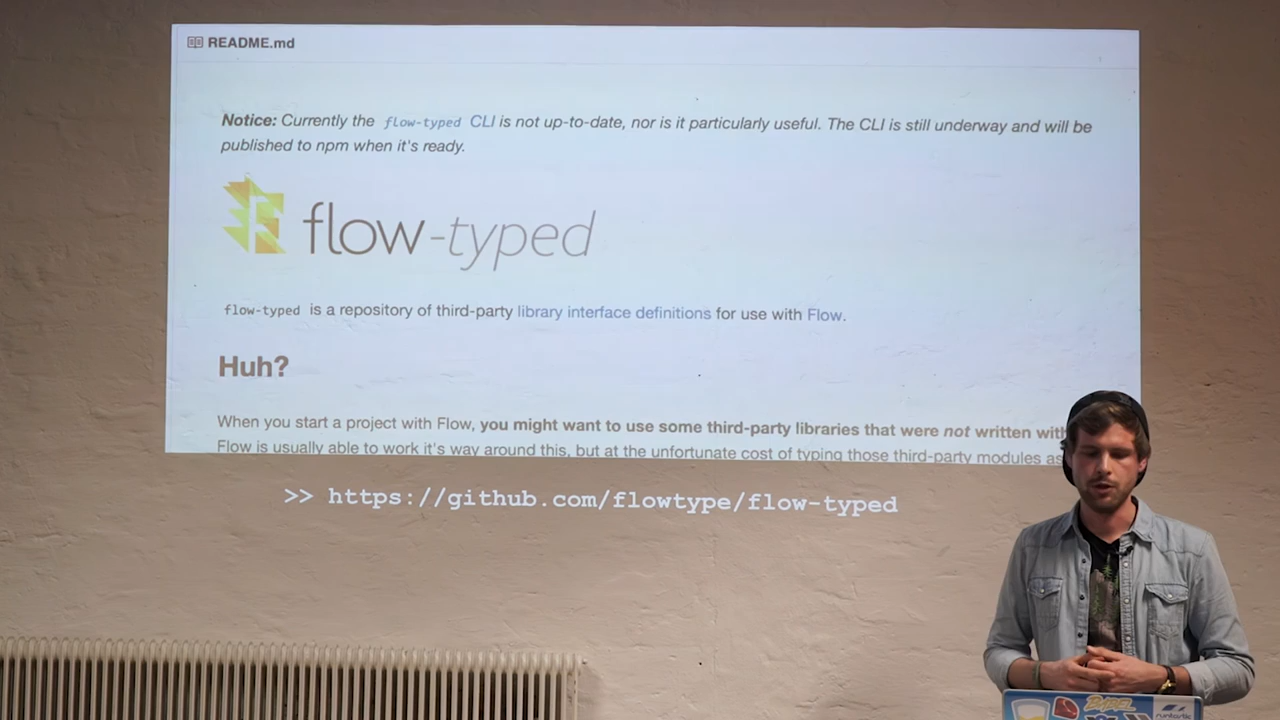 README.md
Notice: Currently the flow-typed CLI is not up-to-date, nor is it particularly useful. The CLI is still underway and will be
published to npm when it's ready.
flow-typed
flow-typed is a repository of third-party library interface definitions for use with Flow.
Huh?
When you start a project with Flow, you might want to use some third-party libraries that were not written with
Flow is usually able to work it's way around this, but at the unfortunate cost of typing those third-party modules as
>> https://github.com/flowtype/flow-typed
BABEL
runtastic